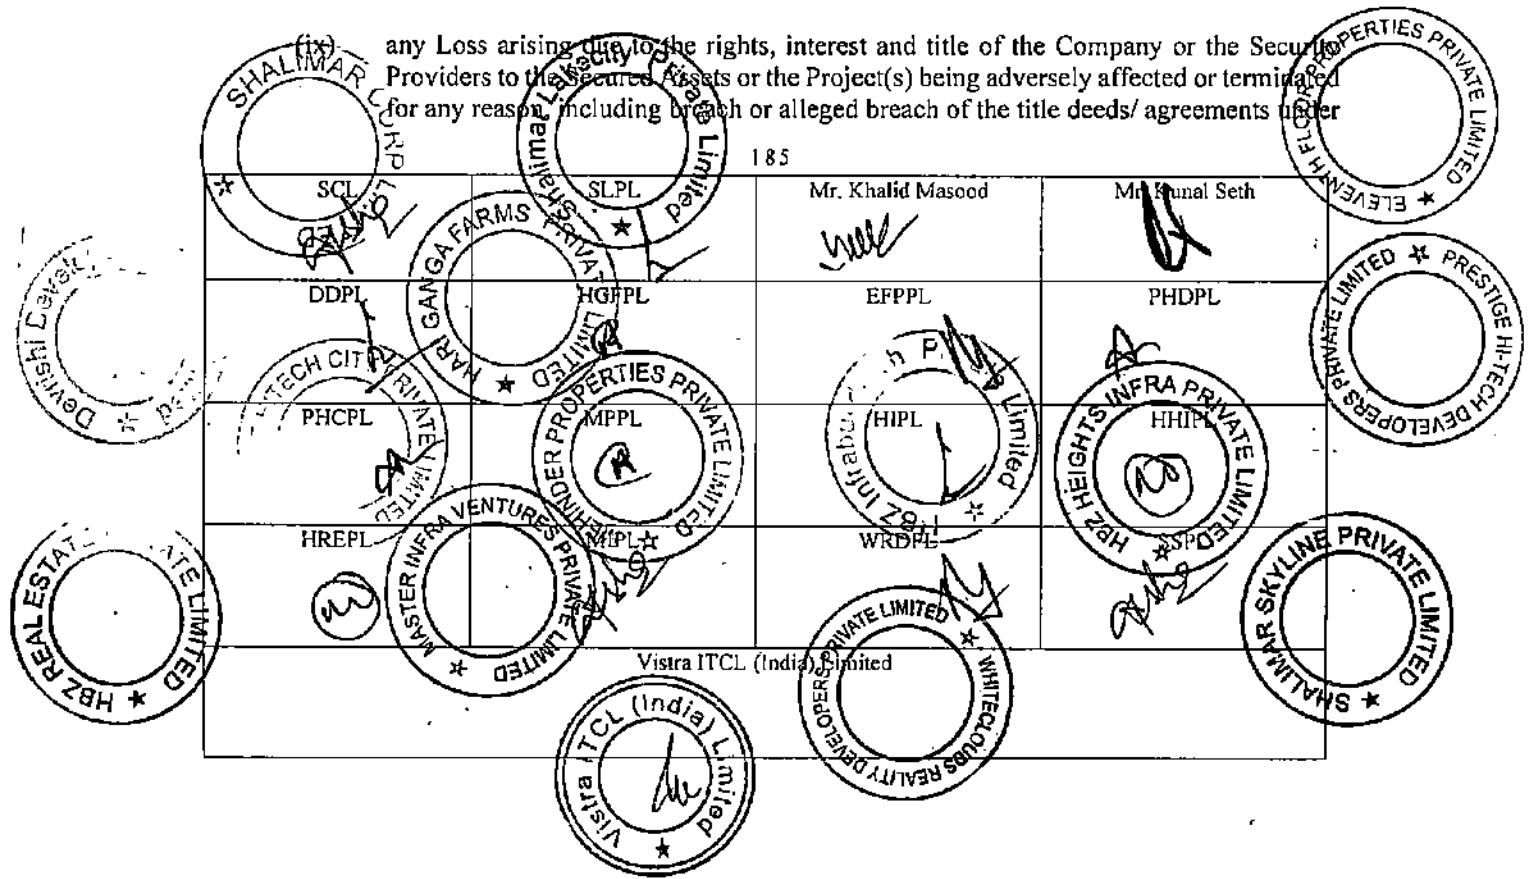 (ix) any Loss arising due to the rights, interest and title of the Company or the Security
Providers to the Secured Assets or the Project(s) being adversely affected or terminated
for any reason, including breach or alleged breach of the title deeds/ agreements under
185
SCL SLPL Mr. Khalid Masood Mr. Kunal Seth
DDPL HGFPL EFPPL PHDPL
PHCPL MPPL HIPL HHIPL
HREPL MIPL WRDPL SSPL
Vistra ITCL (India) Limited
SHALIMAR CORP LIMITED
Shalimar Lakecity Private Limited
ELEVENTH FLOOR PROPERTIES PRIVATE LIMITED
HARI GANGA FARMS PRIVATE LIMITED
Devrishi
PRESTIGE HI-TECH DEVELOPERS PRIVATE LIMITED
CITY PRIVATE LIMITED
MAHINDER PROPERTIES PRIVATE LIMITED
HBZ Infrabuild Limited
HBZ HEIGHTS INFRA PRIVATE LIMITED
HBZ REAL ESTATE LIMITED
MASTER INFRA VENTURES PRIVATE LIMITED
WHITECLOUDS REALITY DEVELOPERS PRIVATE LIMITED
SHALIMAR SKYLINE PRIVATE LIMITED
Vistra ITCL (India) Limited